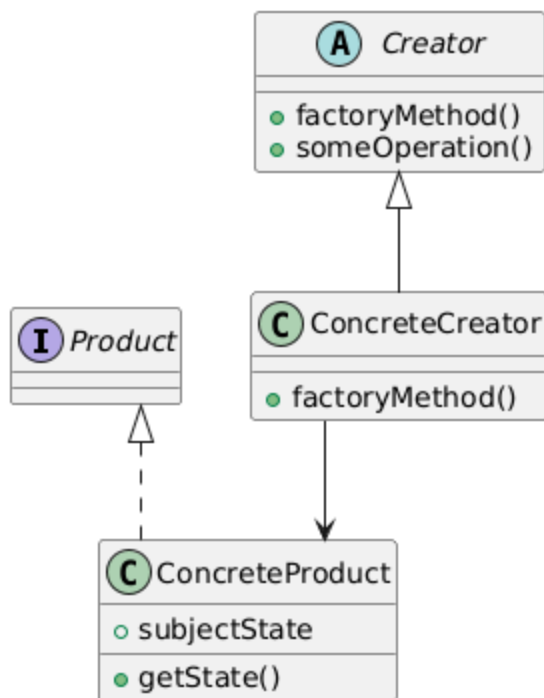 A Creator
factoryMethod()
someOperation()
I Product
C ConcreteCreator
factoryMethod()
C ConcreteProduct
subjectState
getState()